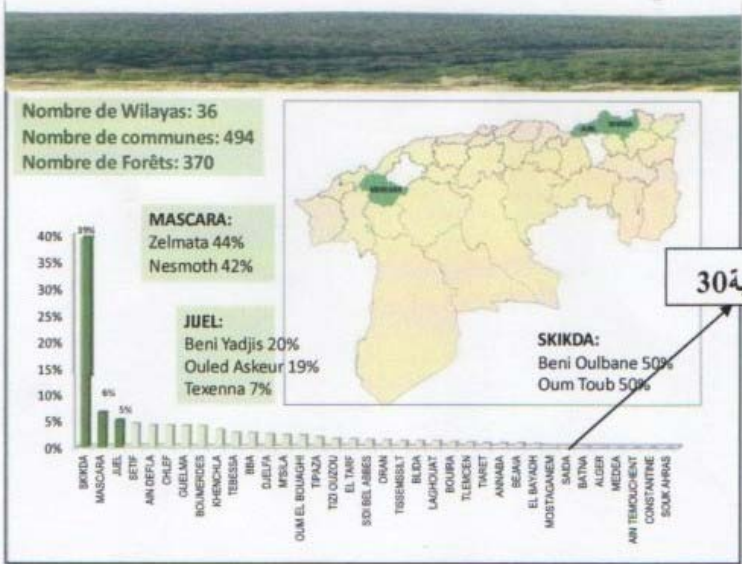 Nombre de Wilayas: 36
Nombre de communes: 494
Nombre de Forêts: 370
MASCARA:
Zelmata 44%
Nesmoth 42%
JIJEL:
Beni Yadjis 20%
Ouled Askeur 19%
Texenna 7%
SKIKDA:
Beni Oulbane 50%
Oum Toub 50%
30
39%
6%
5%
40%
35%
30%
25%
20%
15%
10%
5%
0%
SKIKDA
MASCARA
JIJEL
SETIF
AIN DEFLA
CHLEF
GUELMA
BOUMERDES
KHENCHLA
TEBESSA
BBA
DJELFA
M'SILA
OUM EL BOUAGHI
TIPAZA
TIZI OUZOU
EL TARF
SIDI BEL ABBES
ORAN
TISSEMSSILT
BLIDA
LAGHOUAT
BOUIRA
TLEMCEN
TIARET
ANNABA
BEJAIA
EL BAYADH
MOSTAGANEM
SAIDA
BATNA
ALGER
MEDEA
AIN TEMOUCHENT
CONSTANTINE
SOUK AHRAS